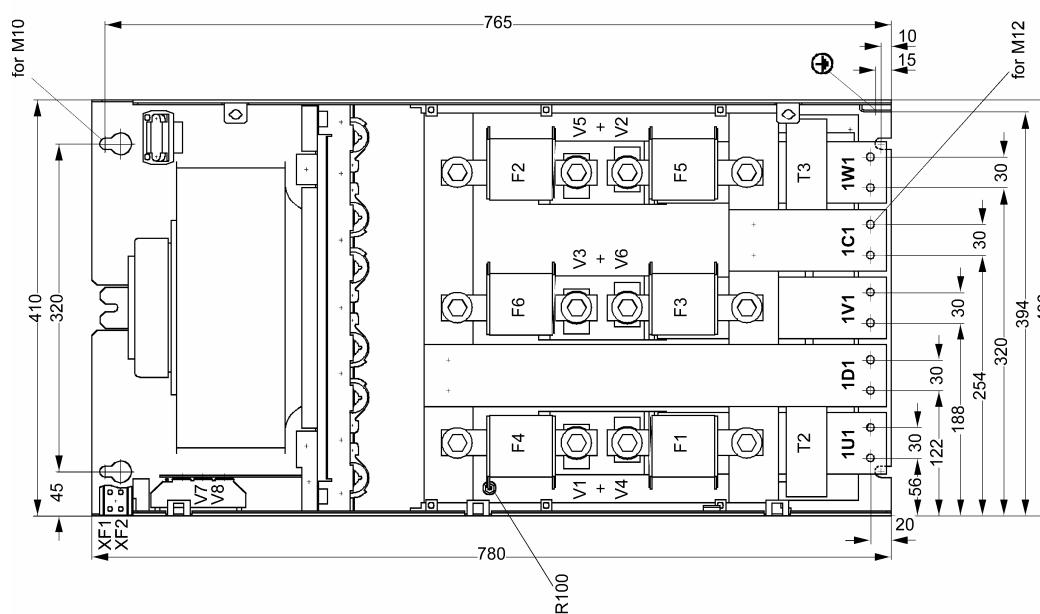 765
10
15
for M10
for M12
V5 + V2
F2
F5
T3
1W1
30
1C1
30
V3 + V6
410
320
F6
F3
1V1
30
394
320
254
1D1
30
188
122
F4
F1
T2
1U1
30
56
45
V7
V8
V1 + V4
XF1
XF2
20
780
R100